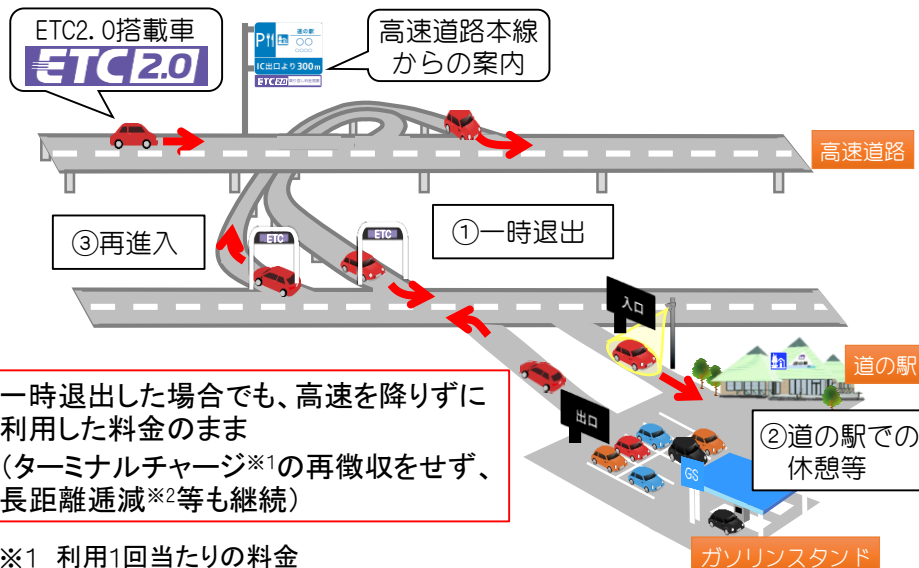 ETC2.0搭載車
ETC 2.0
道の駅
○○
○○○○
IC出口より300m
ETC 2.0
高速道路本線
からの案内
高速道路
③再進入
ETC
ETC
①一時退出
入口
道の駅
出口
②道の駅での
休憩等
GS
ガソリンスタンド
一時退出した場合でも、高速を降りずに
利用した料金のまま
(ターミナルチャージ※1の再徴収をせず、
長距離逓減※2等も継続)
※1 利用1回当たりの料金